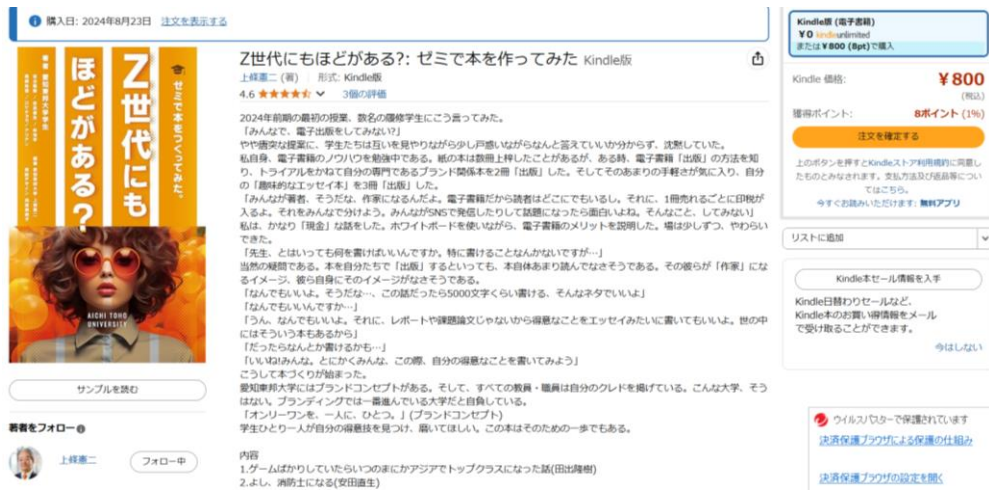 購入日: 2024年8月23日 注文を表示する
ゼミで本をつくってみた。
Z世代にも
ほどがある?
AICHI TOHO
UNIVERSITY
サンプルを読む
著者をフォロー
上條憲二
フォロー中
Z世代にもほどがある?: ゼミで本を作ってみた Kindle版
上條憲二 (著) 形式: Kindle版
4.6 3個の評価
2024年前期の最初の授業、数名の履修学生にこう言ってみた。
「みんなで、電子出版をしてみない?」
やや唐突な提案に、学生たちは互いを見やりながら少し戸惑いながらなんと答えていいか分からず、沈黙していた。
私自身、電子書籍のノウハウを勉強中である。紙の本は数冊上梓したことがあるが、ある時、電子書籍「出版」の方法を知
り、トライアルをかねて自分の専門であるブランド関係本を2冊「出版」した。そしてそのあまりの手軽さが気に入り、自分
の「趣味的なエッセイ本」を3冊「出版」した。
「みんなが著者、そうだな、作家になるんだよ。電子書籍だから読者はどこにでもいるし、それに、1冊売れるごとに印税が
入るよ。それをみんなで分けよう。みんながSNSで発信したりして話題になったら面白いよね。そんなこと、してみない」
私は、かなり「現金」な話をした。ホワイトボードを使いながら、電子書籍のメリットを説明した。場は少しずつ、やわらい
できた。
「先生、とはいっても何を書けばいいんですか。特に書けることなんかないですが…」
当然の疑問である。本を自分たちで「出版」するといっても、本自体あまり読んでなさそうである。その彼らが「作家」にな
るイメージ、彼ら自身にそのイメージがなさそうである。
「なんでもいいよ。そうだな…、この話だったら5000文字くらい書ける、そんなネタでいいよ」
「なんでもいいんですか…」
「うん、なんでもいいよ。それに、レポートや課題論文じゃないから得意なことをエッセイみたいに書いてもいいよ。世の中
にはそういう本もあるから」
「だったらなんとか書けるかも…」
「いいね!みんな。とにかくみんな、この際、自分の得意なことを書いてみよう」
こうして本づくりが始まった。
愛知東邦大学にはブランドコンセプトがある。そして、すべての教員・職員は自分のクレドを掲げている。こんな大学、そう
はない。ブランディングでは一番進んでいる大学だと自負している。
「オンリーワンを、一人に、ひとつ。」(ブランドコンセプト)
学生ひとり一人が自分の得意技を見つけ、磨いてほしい。この本はそのための一歩でもある。
内容
1.ゲームばかりしていたらいつのまにかアジアでトップクラスになった話(田出隆樹)
2.よし、消防士になる(安田直生)
Kindle版 (電子書籍)
¥0 kindleunlimited
または¥800 (8pt)で購入
Kindle 価格: ¥800
(税込)
獲得ポイント: 8ポイント (1%)
注文を確定する
上のボタンを押すとKindleストア利用規約に同意し
たものとみなされます。支払方法及び返品等につい
てはこちら。
今すぐお読みいただけます: 無料アプリ
リストに追加
Kindle本セール情報を入手
Kindle日替わりセールなど、
Kindle本のお買い得情報をメール
で受け取ることができます。
今はしない
ウイルスバスターで保護されています
決済保護ブラウザによる保護の仕組み
決済保護ブラウザの設定を開く